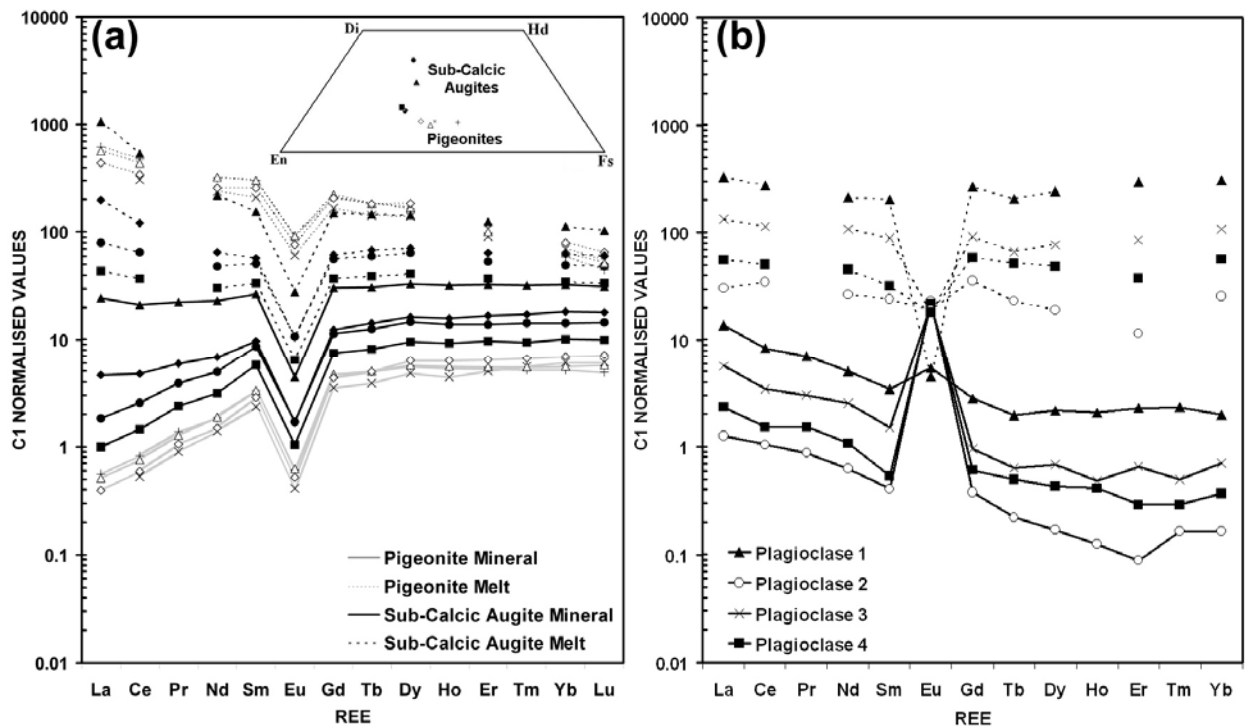 (a)
10000
1000
100
10
1
0.1
0.01
C1 NORMALISED VALUES
Di
Hd
Sub-Calcic
Augites
Pigeonites
En
Fs
Pigeonite Mineral
Pigeonite Melt
Sub-Calcic Augite Mineral
Sub-Calcic Augite Melt
La Ce Pr Nd Sm Eu Gd Tb Dy Ho Er Tm Yb Lu
REE
(b)
10000
1000
100
10
1
0.1
0.01
C1 NORMALISED VALUES
Plagioclase 1
Plagioclase 2
Plagioclase 3
Plagioclase 4
La Ce Pr Nd Sm Eu Gd Tb Dy Ho Er Tm Yb
REE